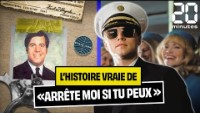 20
minutes
L'HISTOIRE VRAIE DE
«ARRÊTE MOI SI TU PEUX »